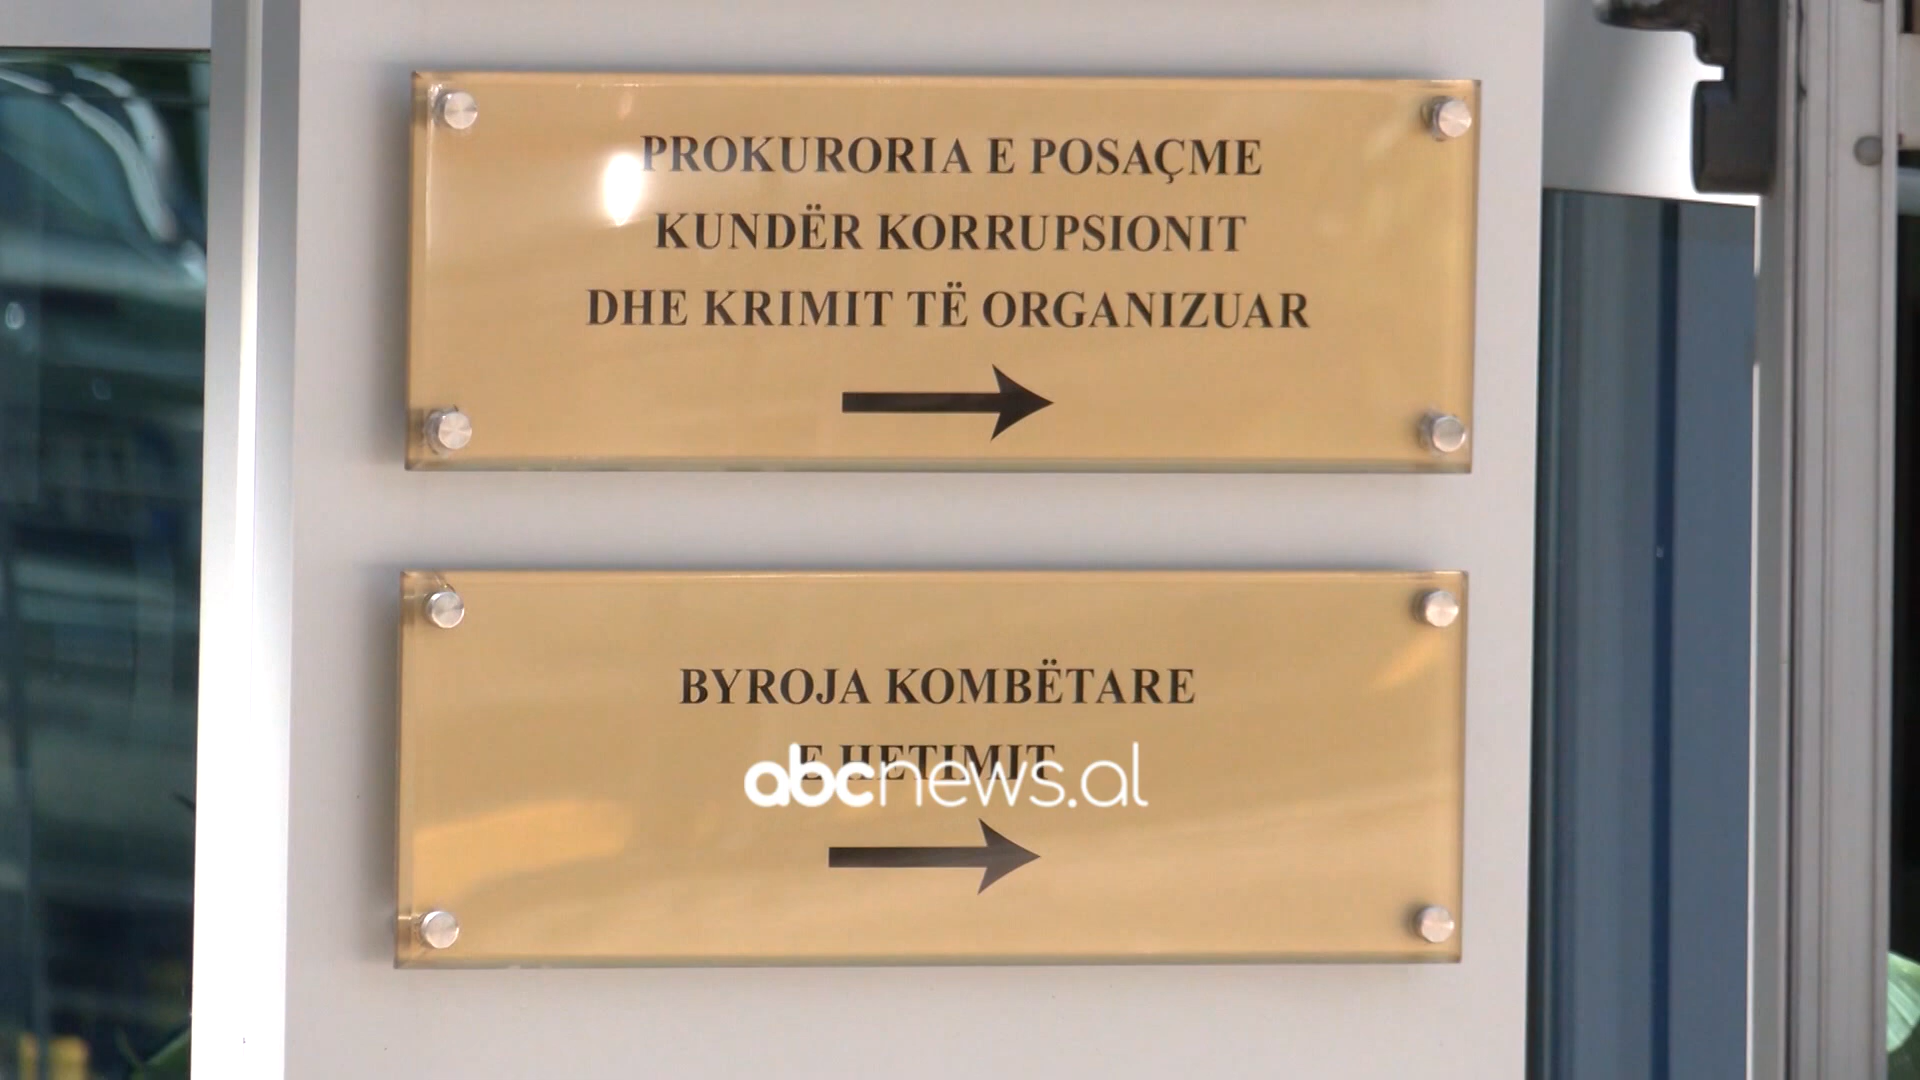 PROKURORIA E POSAÇME
KUNDËR KORRUPSIONIT
DHE KRIMIT TË ORGANIZUAR
BYROJA KOMBËTARE
E HETIMIT
abcnews.al